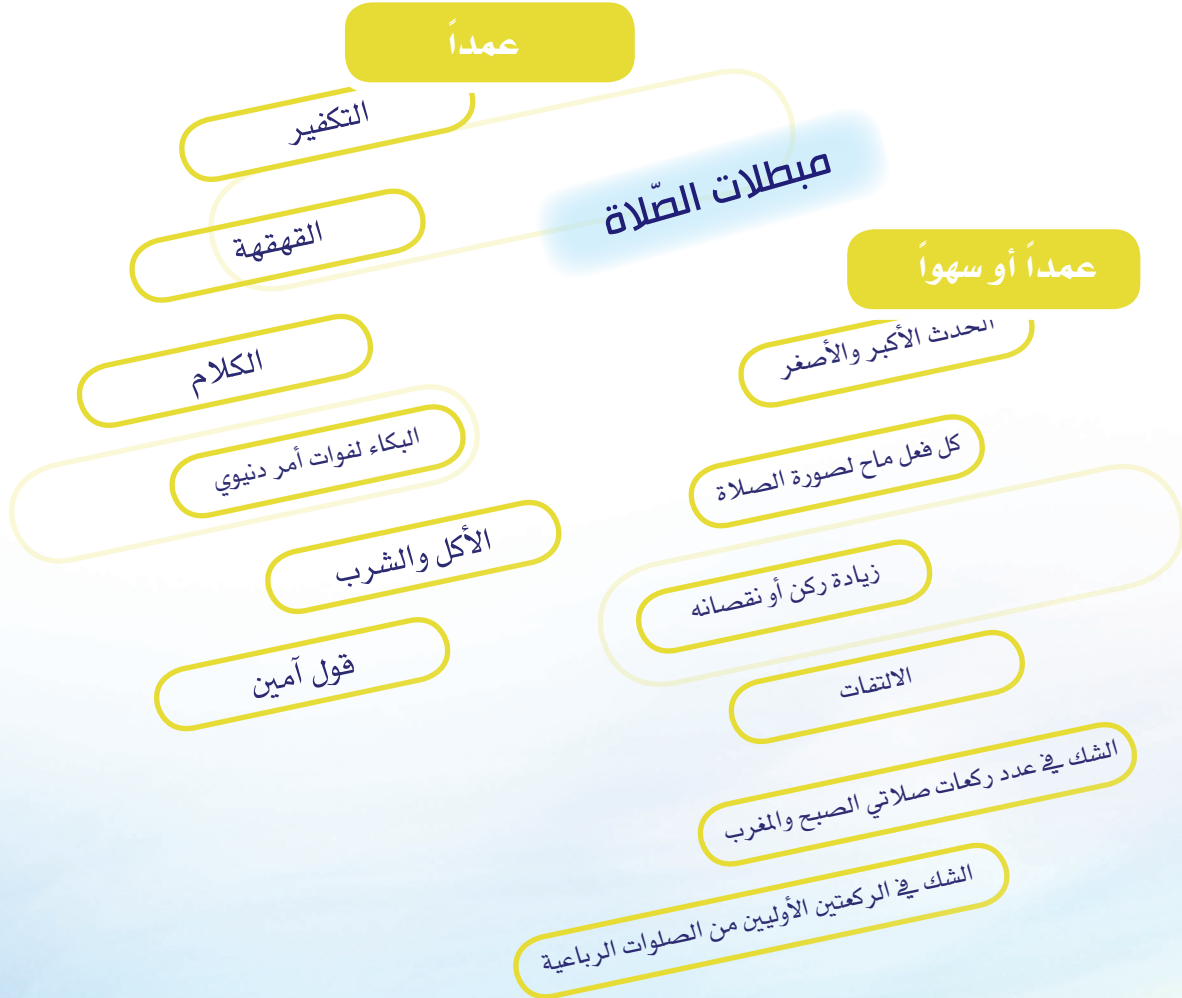 مبطلات الصّلاة
عمداً أو سهواً
الحدث الأكبر والأصغر
كل فعل ماح لصورة الصلاة
زيادة ركن أو نقصانه
الالتفات
الشك في عدد ركعات صلاتي الصبح والمغرب
الشك في الركعتين الأوليين من الصلوات الرباعية
عمداً
التكفير
القهقهة
الكلام
البكاء لفوات أمر دنيوي
الأكل والشرب
قول آمين